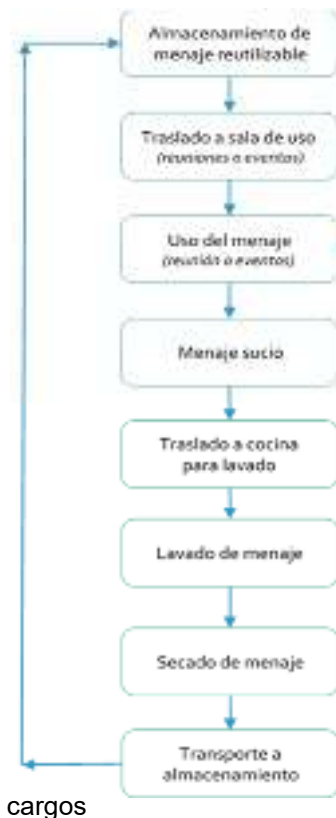 Almacenamiento de
menaje reutilizable
Traslado a sala de uso
(reuniones o eventos)
Uso del menaje
(reunión o eventos)
Menaje sucio
Traslado a cocina
para lavado
Lavado de menaje
Secado de menaje
Transporte a
almacenamiento
cargos